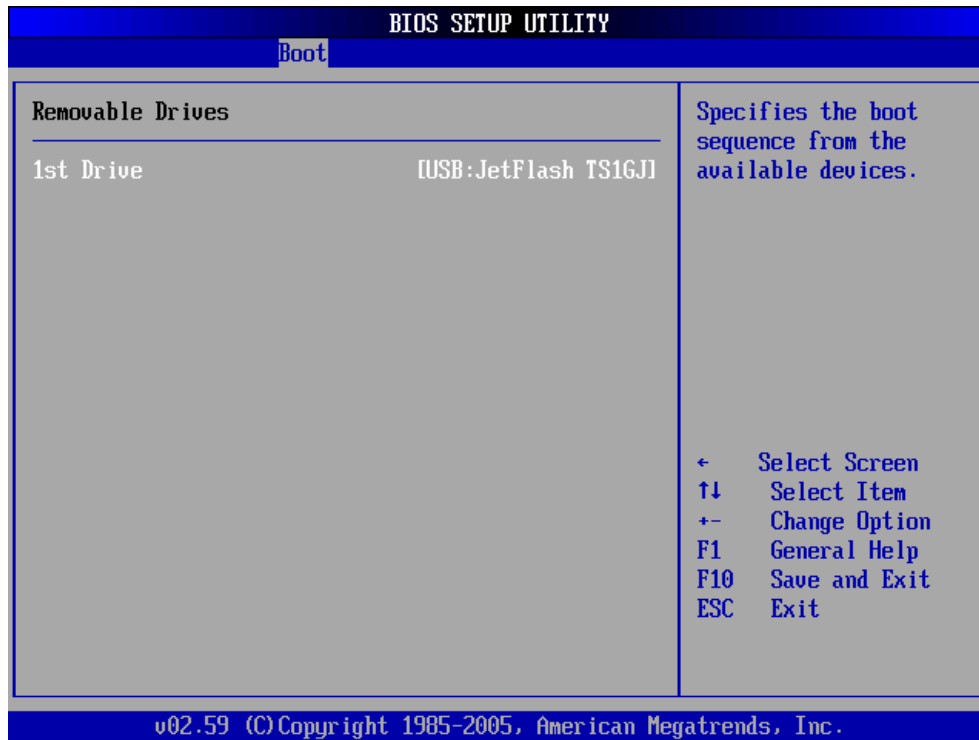 BIOS SETUP UTILITY
Boot
Removable Drives
1st Drive [USB:JetFlash TS1GJ]
Specifies the boot
sequence from the
available devices.
← Select Screen
↑↓ Select Item
+- Change Option
F1 General Help
F10 Save and Exit
ESC Exit
v02.59 (C)Copyright 1985-2005, American Megatrends, Inc.